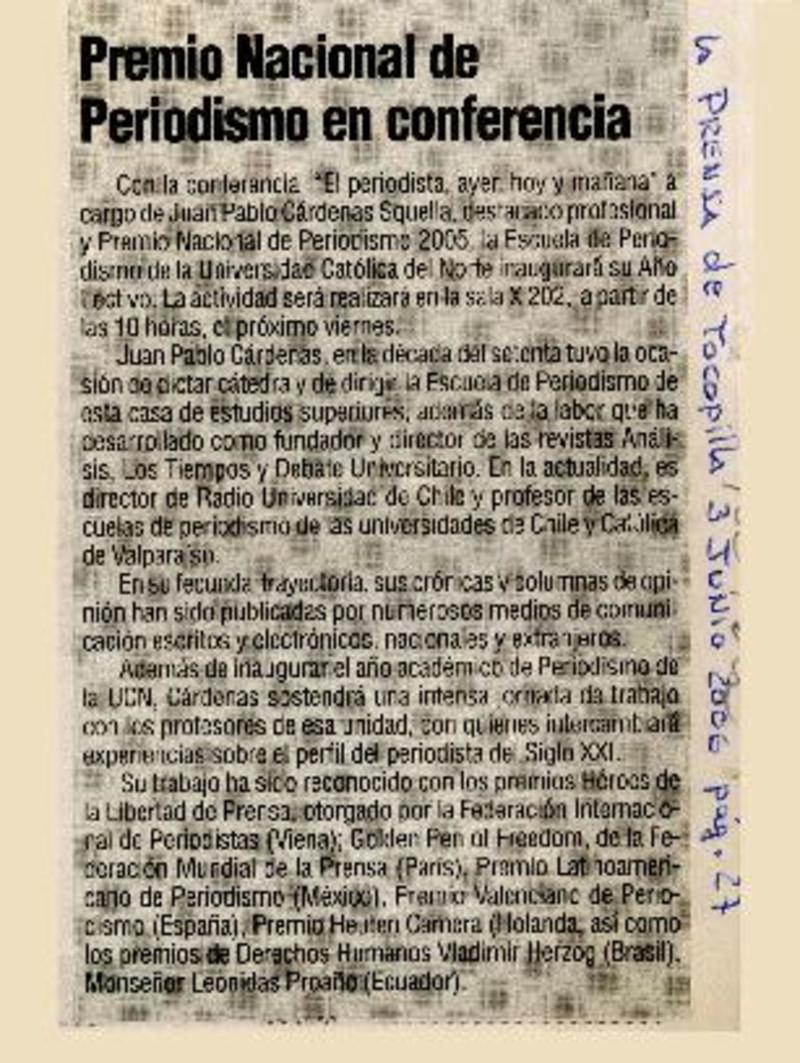 Premio Nacional de
Periodismo en conferencia
Con la conferencia "El periodista, ayer, hoy y mañana" a
cargo de Juan Pablo Cárdenas Squella, destacado profesional
y Premio Nacional de Periodismo 2005, la Escuela de Perio-
dismo de la Universidad Católica del Norte inaugurará su Año
Lectivo. La actividad será realizara en la sala X 202, a partir de
las 10 horas, el próximo viernes.
Juan Pablo Cárdenas, en la década del setenta tuvo la oca-
sión de dictar cátedra y de dirigir la Escuela de Periodismo de
esta casa de estudios superiores, además de la labor que ha
desarrollado como fundador y director de las revistas Análi-
sis, Los Tiempos y Debate Universitario. En la actualidad, es
director de Radio Universidad de Chile y profesor de las es-
cuelas de periodismo de las universidades de Chile y Católica
de Valparaíso.
En su fecunda trayectoria, sus crónicas y columnas de opi-
nión han sido publicadas por numerosos medios de comuni-
cación escritos y electrónicos, nacionales y extranjeros.
Además de inaugurar el año académico de Periodismo de
la UCN, Cárdenas sostendrá una intensa jornada de trabajo
con los profesores de esa unidad, con quienes intercambiará
experiencias sobre el perfil del periodista del Siglo XXI.
Su trabajo ha sido reconocido con los premios Héroes de
la Libertad de Prensa, otorgado por la Federación Internacio-
nal de Periodistas (Viena); Golden Pen of Freedom, de la Fe-
deración Mundial de la Prensa (París), Premio Latinoameri-
cano de Periodismo (México), Premio Valenciano de Perio-
dismo (España), Premio Houten Camara (Holanda, así como
los premios de Derechos Humanos Vladimir Herzog (Brasil),
Monseñor Leonidas Proaño (Ecuador).
la PRENSA de Tocopilla, 3 JUNIO 2006 pág. 27